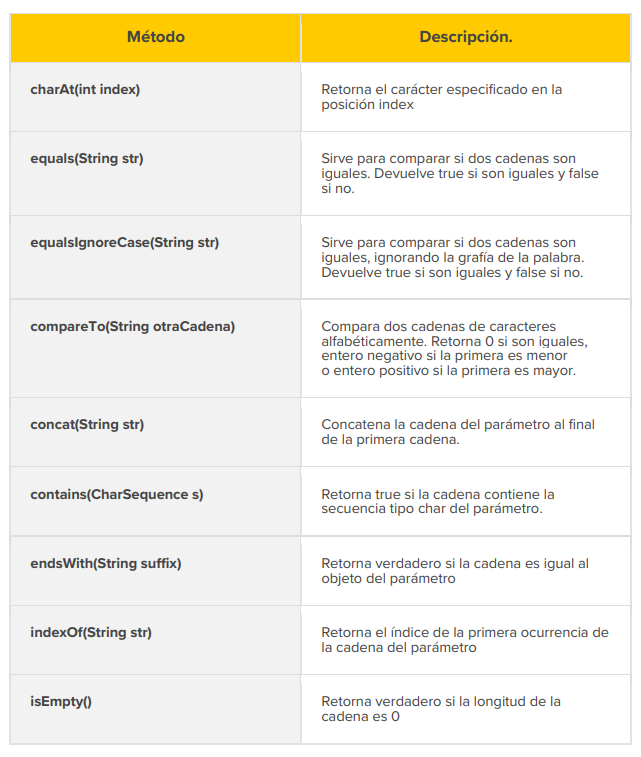 Método
Descripción.
charAt(int index)
Retorna el carácter especificado en la
posición index
equals(String str)
Sirve para comparar si dos cadenas son
iguales. Devuelve true si son iguales y false
si no.
equalsIgnoreCase(String str)
Sirve para comparar si dos cadenas son
iguales, ignorando la grafía de la palabra.
Devuelve true si son iguales y false si no.
compareTo(String otraCadena)
Compara dos cadenas de caracteres
alfabéticamente. Retorna 0 si son iguales,
entero negativo si la primera es menor
o entero positivo si la primera es mayor.
concat(String str)
Concatena la cadena del parámetro al final
de la primera cadena.
contains(CharSequence s)
Retorna true si la cadena contiene la
secuencia tipo char del parámetro.
endsWith(String suffix)
Retorna verdadero si la cadena es igual al
objeto del parámetro
indexOf(String str)
Retorna el índice de la primera ocurrencia de
la cadena del parámetro
isEmpty()
Retorna verdadero si la longitud de la
cadena es 0